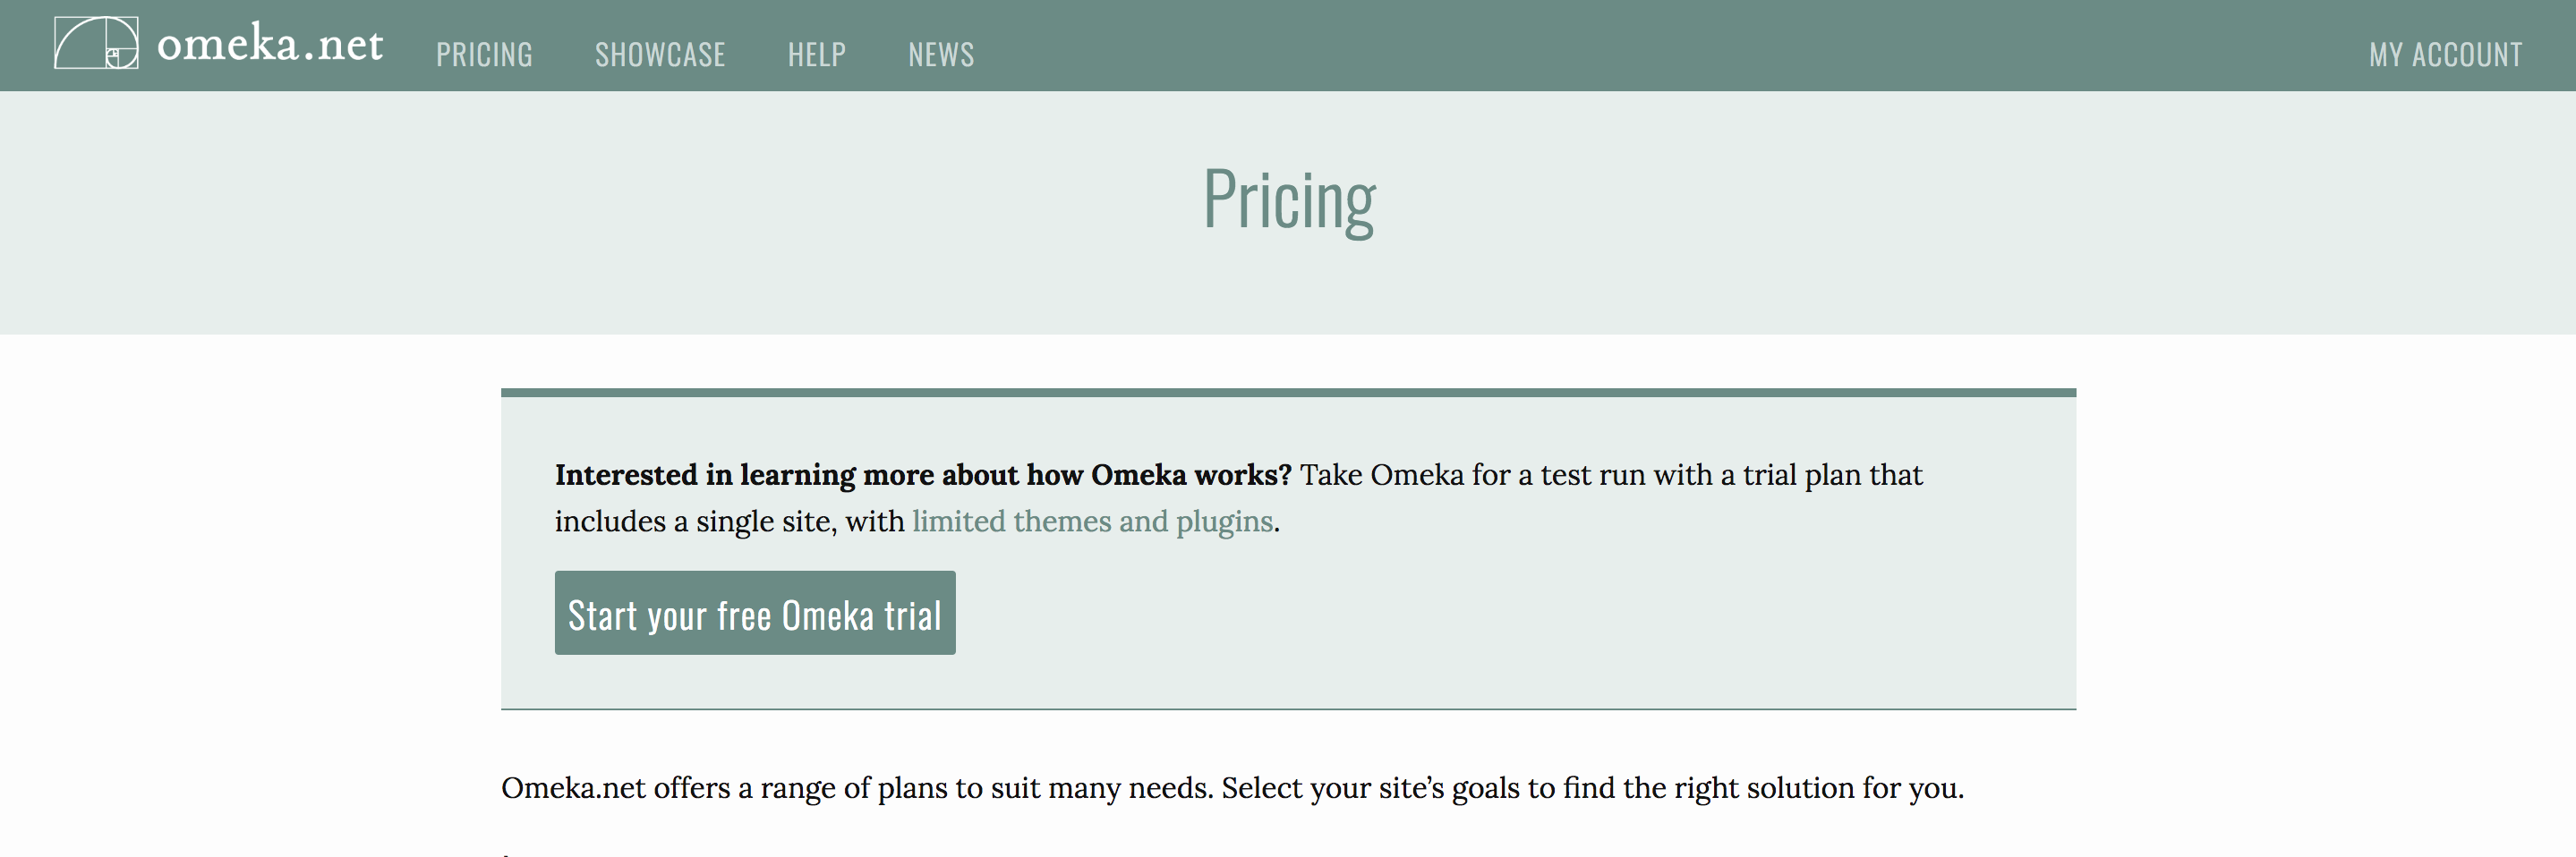 omeka.net PRICING SHOWCASE HELP NEWS MY ACCOUNT
Pricing
Interested in learning more about how Omeka works? Take Omeka for a test run with a trial plan that
includes a single site, with limited themes and plugins.
Start your free Omeka trial
Omeka.net offers a range of plans to suit many needs. Select your site’s goals to find the right solution for you.